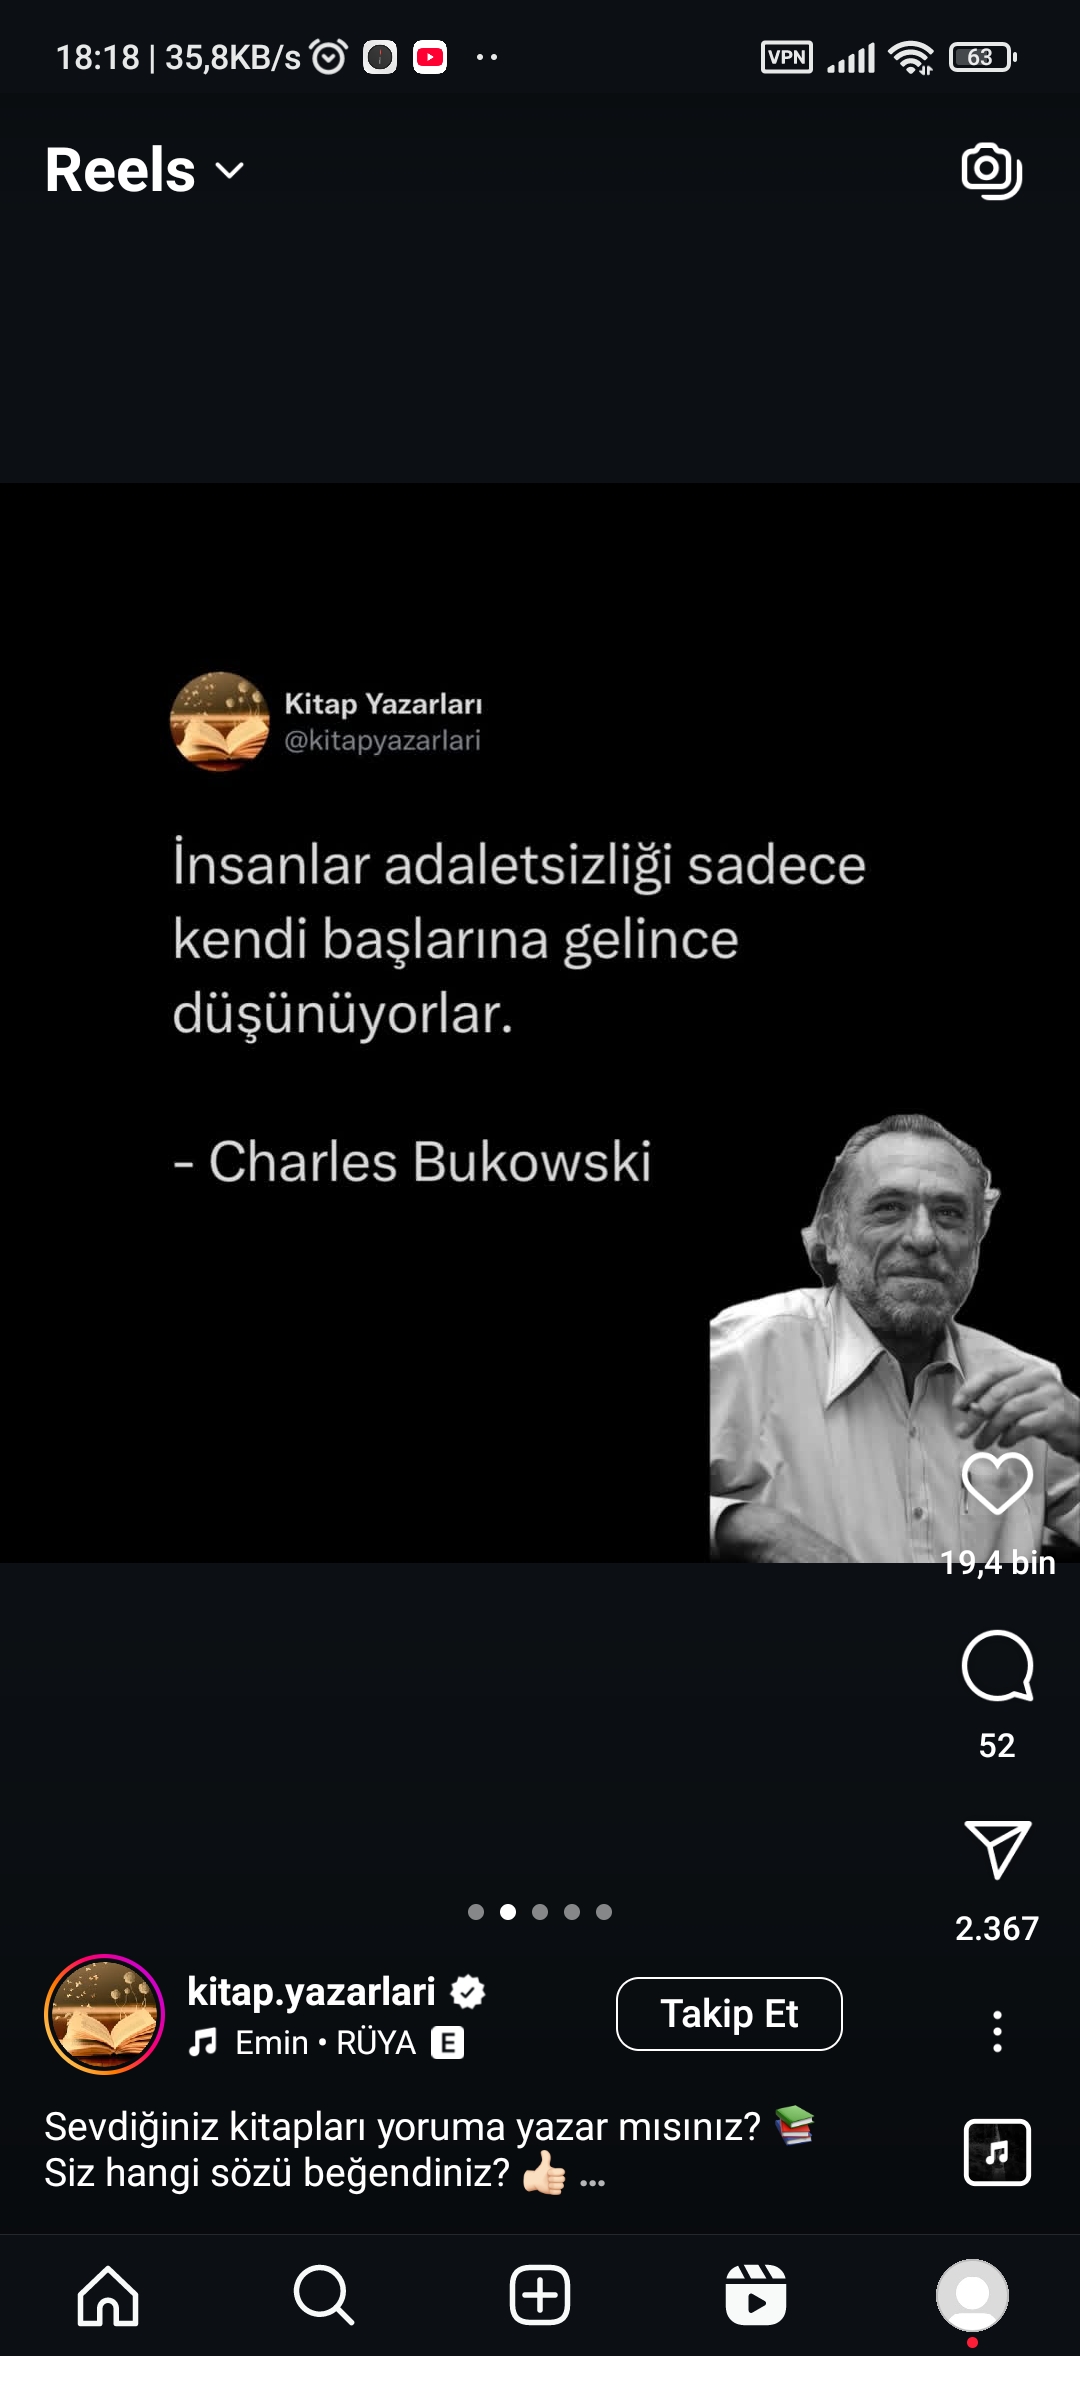 18:18 | 35,8KB/s
VPN
63
Reels
Kitap Yazarları
@kitapyazarlari
İnsanlar adaletsizliği sadece
kendi başlarına gelince
düşünüyorlar.
- Charles Bukowski
19,4 bin
52
2.367
kitap.yazarlari
Takip Et
Emin • RÜYA E
Sevdiğiniz kitapları yoruma yazar mısınız? 📚
Siz hangi sözü beğendiniz? 👍🏻 ...